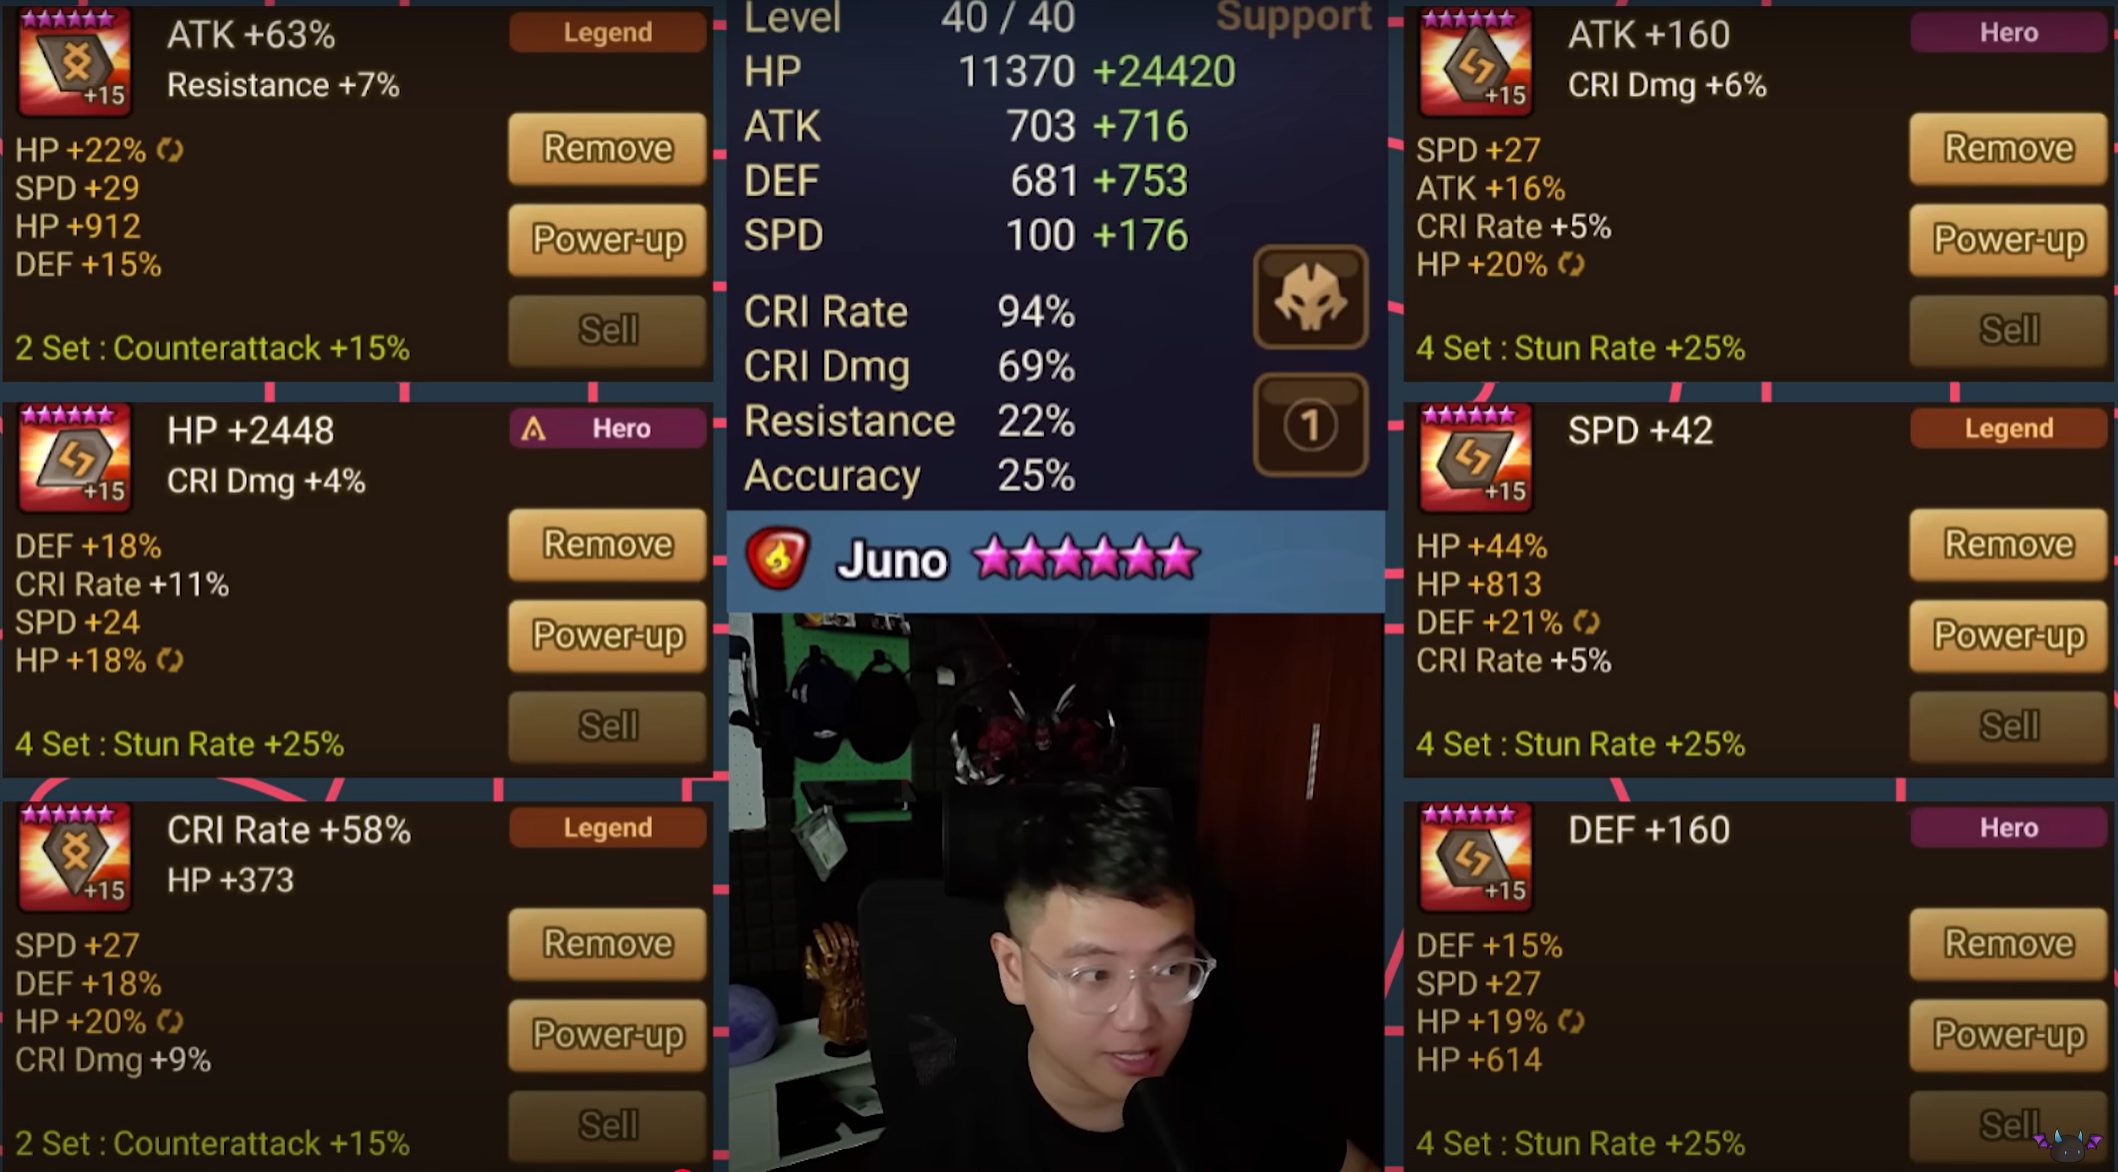 ATK +63%
Legend
Resistance +7%
+15
HP +22%
SPD +29
HP +912
DEF +15%
2 Set : Counterattack +15%
Remove
Power-up
Sell
HP +2448
Hero
CRI Dmg +4%
+15
DEF +18%
CRI Rate +11%
SPD +24
HP +18%
4 Set : Stun Rate +25%
Remove
Power-up
Sell
CRI Rate +58%
Legend
HP +373
+15
SPD +27
DEF +18%
HP +20%
CRI Dmg +9%
2 Set : Counterattack +15%
Remove
Power-up
Sell
Level 40 / 40 Support
HP 11370 +24420
ATK 703 +716
DEF 681 +753
SPD 100 +176
CRI Rate 94%
CRI Dmg 69%
Resistance 22%
Accuracy 25%
1
Juno
ATK +160
Hero
CRI Dmg +6%
+15
SPD +27
ATK +16%
CRI Rate +5%
HP +20%
4 Set : Stun Rate +25%
Remove
Power-up
Sell
SPD +42
Legend
+15
HP +44%
HP +813
DEF +21%
CRI Rate +5%
4 Set : Stun Rate +25%
Remove
Power-up
Sell
DEF +160
Hero
+15
DEF +15%
SPD +27
HP +19%
HP +614
4 Set : Stun Rate +25%
Remove
Power-up
Sell